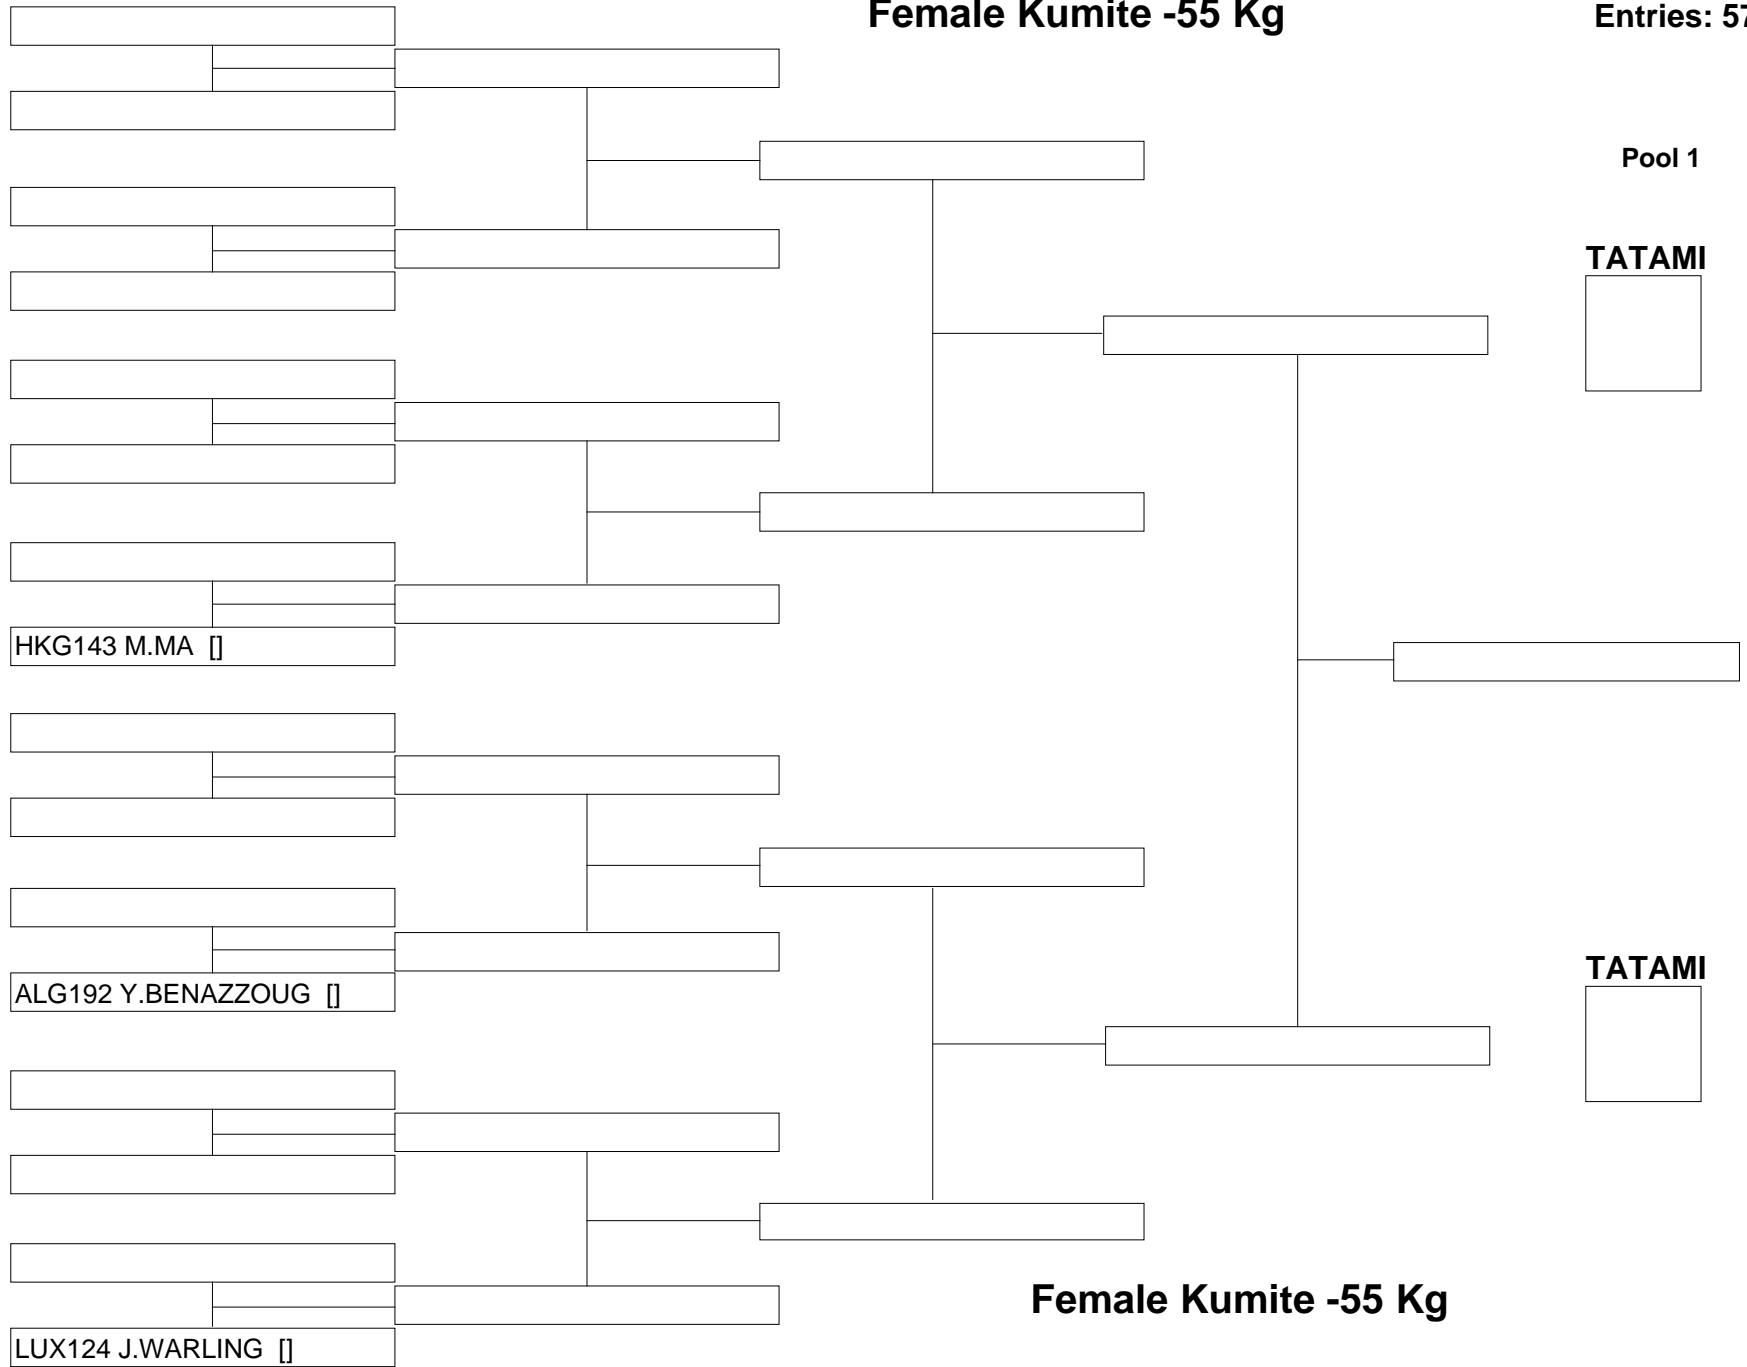 Female Kumite -55 Kg
Entries: 57
Pool 1
TATAMI
HKG143 M.MA []
ALG192 Y.BENAZZOUG []
TATAMI
Female Kumite -55 Kg
LUX124 J.WARLING []